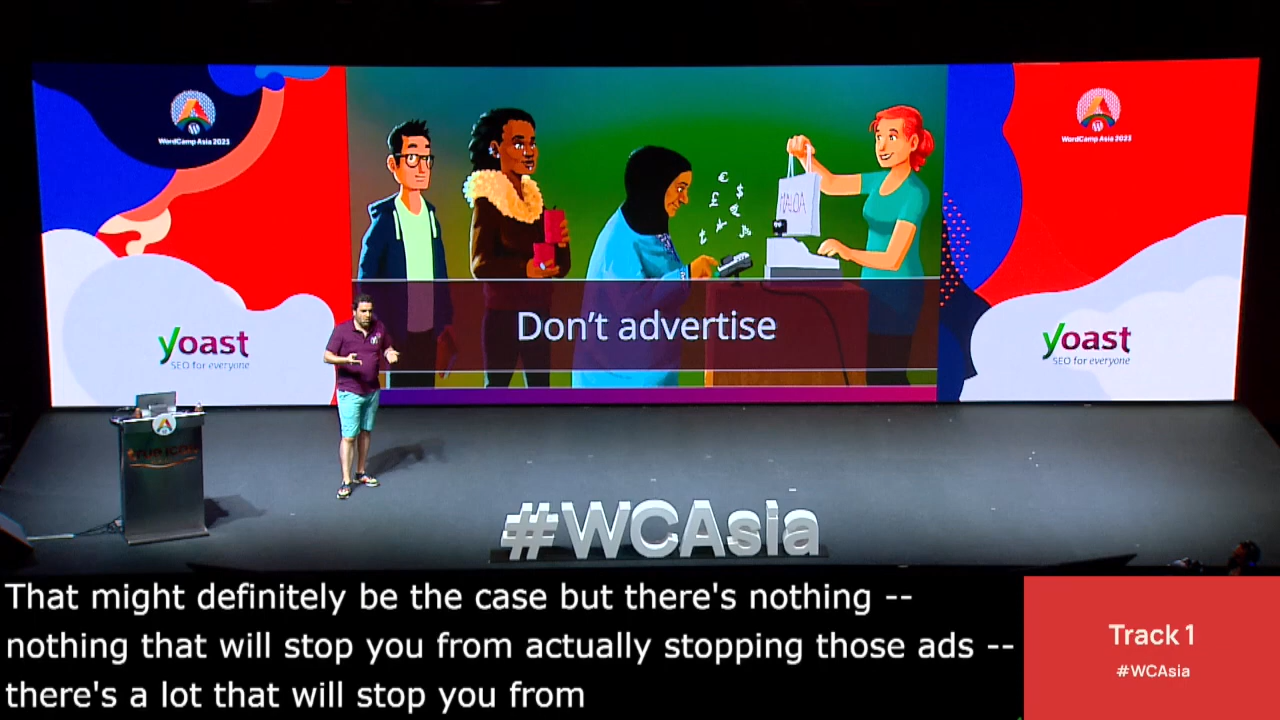 WordCamp Asia 2023
WordCamp Asia 2023
€
$
£
HALOA
Don't advertise
yoast
SEO for everyone
yoast
SEO for everyone
#WCAsia
That might definitely be the case but there's nothing --
nothing that will stop you from actually stopping those ads --
there's a lot that will stop you from
Track 1
#WCAsia